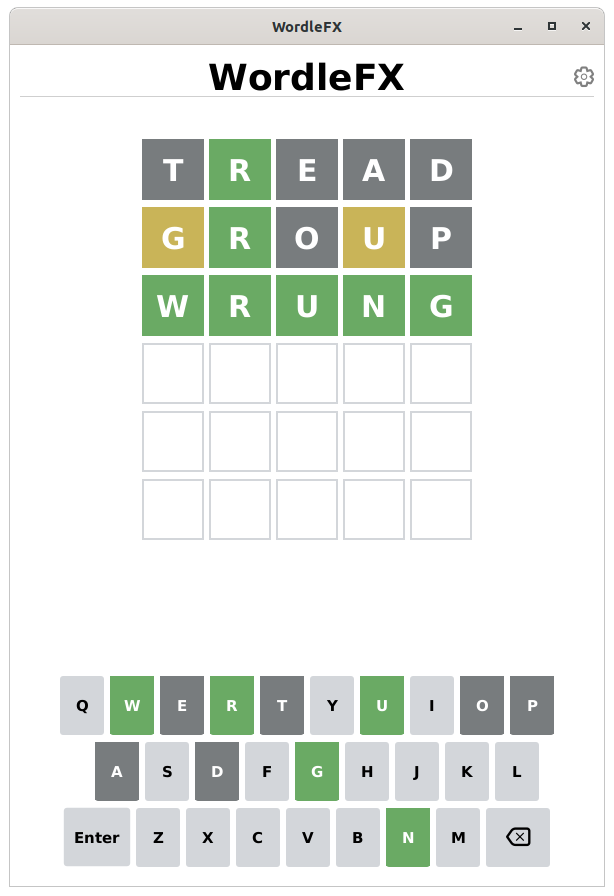 WordleFX
WordleFX
T R E A D
G R O U P
W R U N G
Q W E R T Y U I O P
A S D F G H J K L
Enter Z X C V B N M